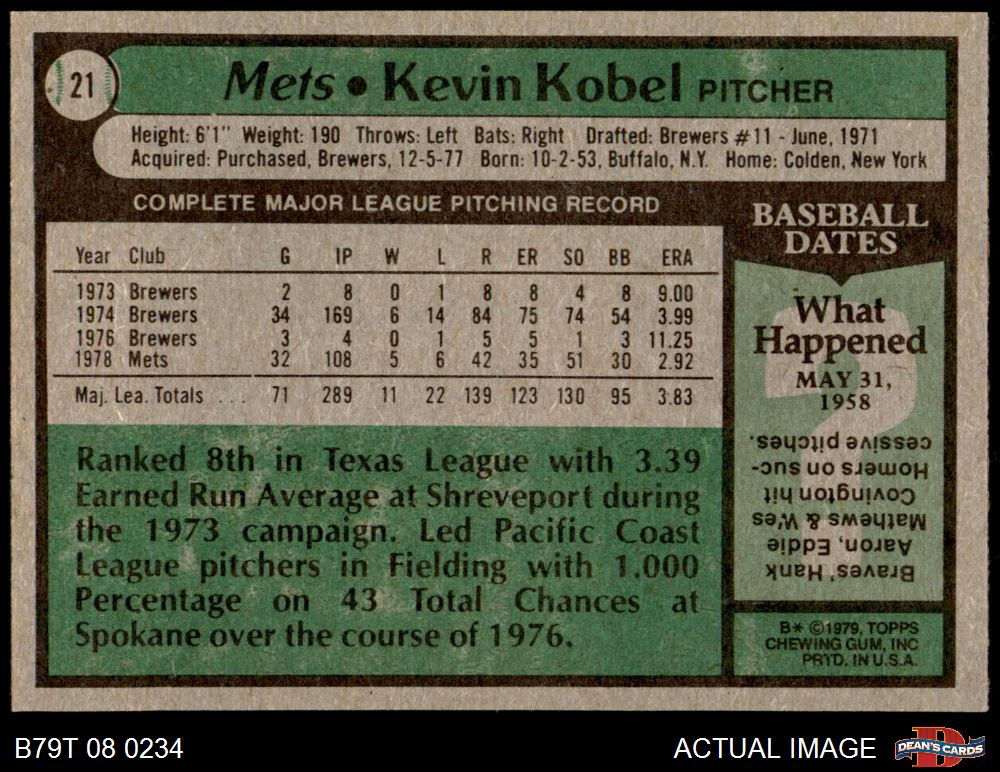 21
Mets • Kevin Kobel PITCHER
Height: 6'1" Weight: 190 Throws: Left Bats: Right Drafted: Brewers #11 - June, 1971
Acquired: Purchased, Brewers, 12-5-77 Born: 10-2-53, Buffalo, N.Y. Home: Colden, New York
COMPLETE MAJOR LEAGUE PITCHING RECORD
Year Club G IP W L R ER SO BB ERA
1973 Brewers 2 8 0 1 8 8 4 8 9.00
1974 Brewers 34 169 6 14 84 75 74 54 3.99
1976 Brewers 3 4 0 1 5 5 1 3 11.25
1978 Mets 32 108 5 6 42 35 51 30 2.92
Maj. Lea. Totals ... 71 289 11 22 139 123 130 95 3.83
Ranked 8th in Texas League with 3.39
Earned Run Average at Shreveport during
the 1973 campaign. Led Pacific Coast
League pitchers in Fielding with 1.000
Percentage on 43 Total Chances at
Spokane over the course of 1976.
BASEBALL
DATES
What
Happened
MAY 31,
1958
Braves' Hank
Aaron, Eddie
Mathews & Wes
Covington hit
Homers on suc-
cessive pitches.
B* ©1979, TOPPS
CHEWING GUM, INC
PRTD. IN U.S.A.
B79T 08 0234
ACTUAL IMAGE
D
DEAN'S CARDS